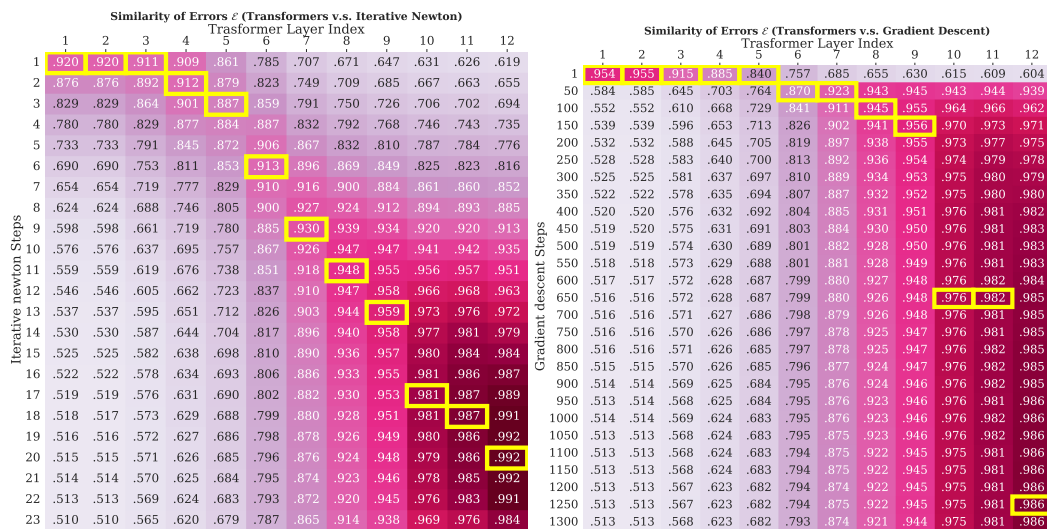 Similarity of Errors ℰ (Transformers v.s. Iterative Newton)
Trasformer Layer Index
1 2 3 4 5 6 7 8 9 10 11 12
Iterative newton Steps
1 .920 .920 .911 .909 .861 .785 .707 .671 .647 .631 .626 .619
2 .876 .876 .892 .912 .879 .823 .749 .709 .685 .667 .663 .655
3 .829 .829 .864 .901 .887 .859 .791 .750 .726 .706 .702 .694
4 .780 .780 .829 .877 .884 .887 .832 .792 .768 .746 .743 .735
5 .733 .733 .791 .845 .872 .906 .867 .832 .810 .787 .784 .776
6 .690 .690 .753 .811 .853 .913 .896 .869 .849 .825 .823 .816
7 .654 .654 .719 .777 .829 .910 .916 .900 .884 .861 .860 .852
8 .624 .624 .688 .746 .805 .900 .927 .924 .912 .894 .893 .885
9 .598 .598 .661 .719 .780 .885 .930 .939 .934 .920 .920 .913
10 .576 .576 .637 .695 .757 .867 .926 .947 .947 .941 .942 .935
11 .559 .559 .619 .676 .738 .851 .918 .948 .955 .956 .957 .951
12 .546 .546 .605 .662 .723 .837 .910 .947 .958 .966 .968 .963
13 .537 .537 .595 .651 .712 .826 .903 .944 .959 .973 .976 .972
14 .530 .530 .587 .644 .704 .817 .896 .940 .958 .977 .981 .979
15 .525 .525 .582 .638 .698 .810 .890 .936 .957 .980 .984 .984
16 .522 .522 .578 .634 .693 .806 .886 .933 .955 .981 .986 .987
17 .519 .519 .576 .631 .690 .802 .882 .930 .953 .981 .987 .989
18 .518 .517 .573 .629 .688 .799 .880 .928 .951 .981 .987 .991
19 .516 .516 .572 .627 .686 .798 .878 .926 .949 .980 .986 .992
20 .515 .515 .571 .626 .685 .796 .876 .924 .948 .979 .986 .992
21 .514 .514 .570 .625 .684 .795 .874 .923 .946 .978 .985 .992
22 .513 .513 .569 .624 .683 .793 .872 .920 .945 .976 .983 .991
23 .510 .510 .565 .620 .679 .787 .865 .914 .938 .969 .976 .984
Similarity of Errors ℰ (Transformers v.s. Gradient Descent)
Trasformer Layer Index
1 2 3 4 5 6 7 8 9 10 11 12
Gradient descent Steps
1 .954 .955 .915 .885 .840 .757 .685 .655 .630 .615 .609 .604
50 .584 .585 .645 .703 .764 .870 .923 .943 .945 .943 .944 .939
100 .552 .552 .610 .668 .729 .841 .911 .945 .955 .964 .966 .962
150 .539 .539 .596 .653 .713 .826 .902 .941 .956 .970 .973 .971
200 .532 .532 .588 .645 .705 .819 .897 .938 .955 .973 .977 .975
250 .528 .528 .583 .640 .700 .813 .892 .936 .954 .974 .979 .978
300 .525 .525 .581 .637 .697 .810 .889 .934 .953 .975 .980 .979
350 .522 .522 .578 .635 .694 .807 .887 .932 .952 .975 .980 .980
400 .520 .520 .576 .632 .692 .804 .885 .931 .951 .976 .981 .982
450 .519 .520 .575 .631 .691 .803 .884 .930 .950 .976 .981 .983
500 .519 .519 .574 .630 .689 .801 .882 .928 .950 .976 .981 .983
550 .518 .518 .573 .629 .688 .801 .881 .928 .949 .976 .981 .983
600 .517 .517 .572 .628 .688 .799 .880 .927 .948 .976 .982 .984
650 .516 .516 .572 .628 .687 .799 .880 .926 .948 .976 .982 .985
700 .516 .516 .571 .627 .686 .798 .879 .926 .948 .976 .981 .985
750 .516 .516 .570 .626 .686 .797 .878 .925 .947 .976 .981 .985
800 .516 .516 .571 .626 .685 .797 .878 .925 .947 .976 .982 .985
850 .515 .515 .570 .626 .685 .796 .877 .924 .947 .976 .982 .985
900 .514 .514 .569 .625 .684 .795 .876 .924 .946 .976 .982 .985
950 .513 .514 .568 .625 .684 .795 .876 .923 .946 .976 .981 .985
1000 .514 .514 .569 .624 .683 .795 .876 .923 .946 .976 .982 .986
1050 .513 .513 .568 .624 .683 .795 .875 .923 .946 .976 .982 .986
1100 .513 .513 .568 .624 .683 .794 .875 .922 .945 .976 .981 .986
1150 .513 .513 .568 .623 .683 .794 .874 .922 .945 .975 .981 .986
1200 .513 .513 .567 .623 .682 .794 .874 .922 .945 .975 .981 .986
1250 .513 .513 .567 .623 .682 .794 .874 .922 .945 .975 .981 .986
1300 .513 .513 .568 .623 .682 .793 .874 .921 .944 .975 .981 .986